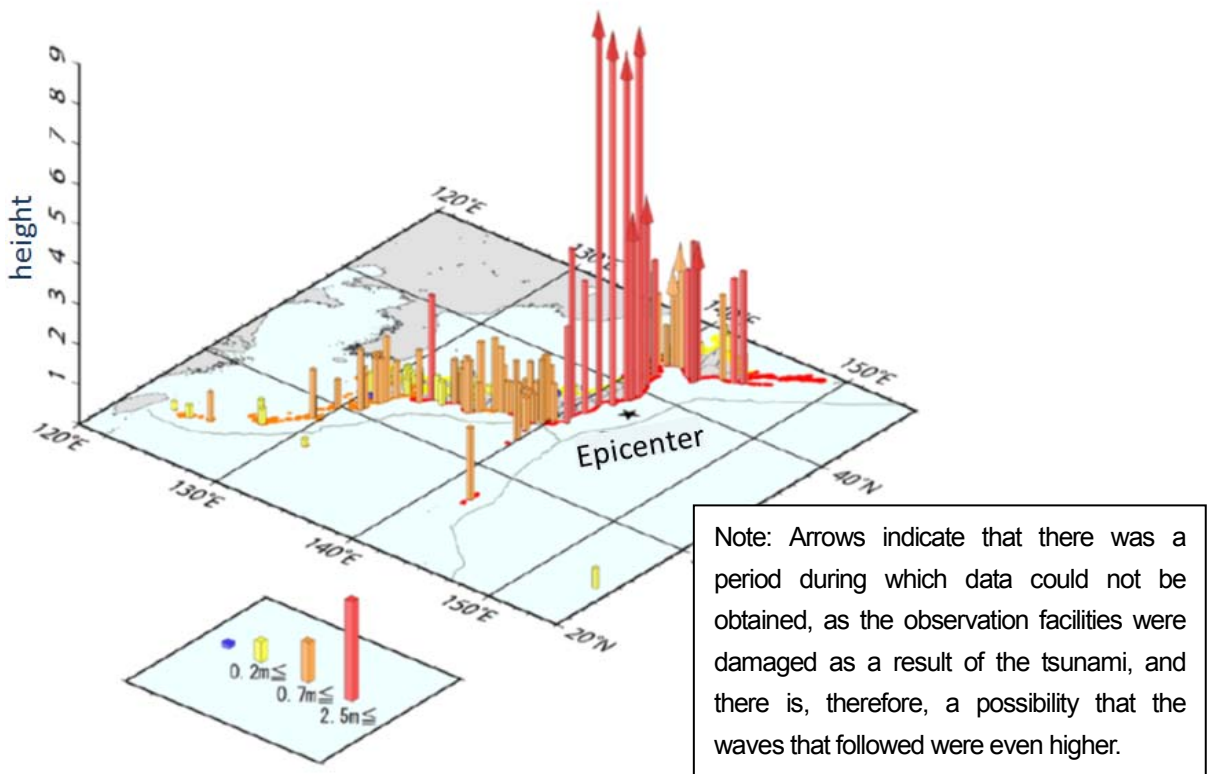 height
9
8
7
6
5
4
3
2
1
120°E
130°E
140°E
150°E
120°E
130°E
140°E
150°E
20°N
40°N
Epicenter
0. 2m≦
0. 7m≦
2. 5m≦
Note: Arrows indicate that there was a
period during which data could not be
obtained, as the observation facilities were
damaged as a result of the tsunami, and
there is, therefore, a possibility that the
waves that followed were even higher.